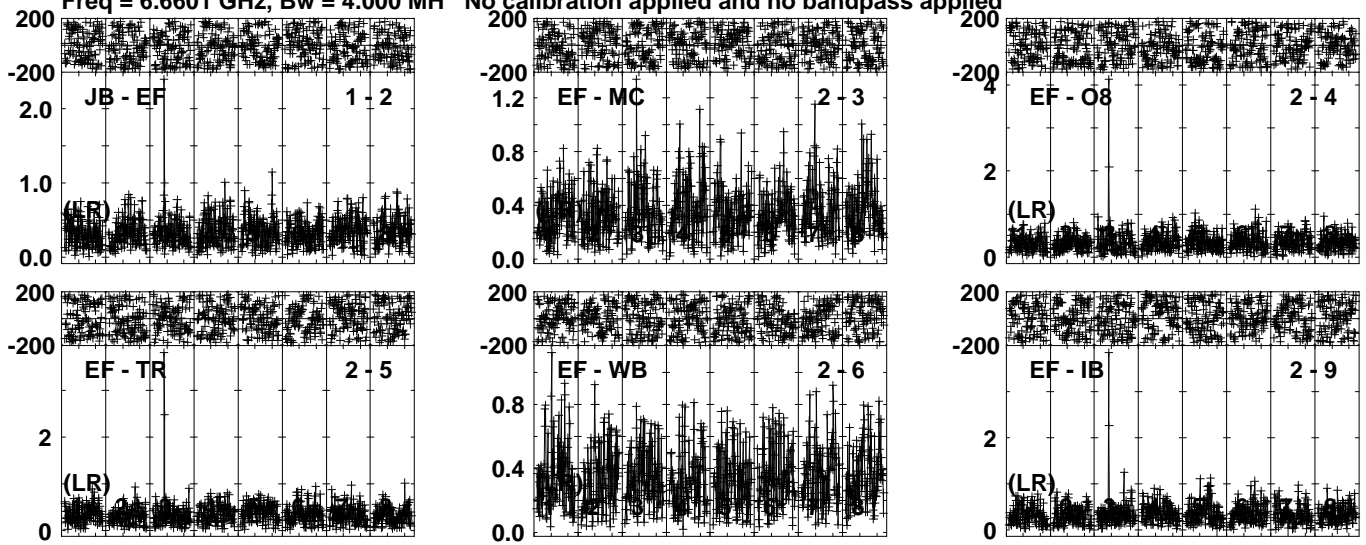 Freq = 6.6601 GHz, Bw = 4.000 MH No calibration applied and no bandpass applied
200
-200
JB - EF 1 - 2
2.0
1.0
(LR)
0.0
200
-200
EF - MC 2 - 3
1.2
0.8
0.4
0.0
200
-200
EF - O8 2 - 4
4
2
(LR)
0
200
-200
EF - TR 2 - 5
2
(LR)
0
200
-200
EF - WB 2 - 6
0.8
0.4
0.0
200
-200
EF - IB 2 - 9
2
(LR)
0